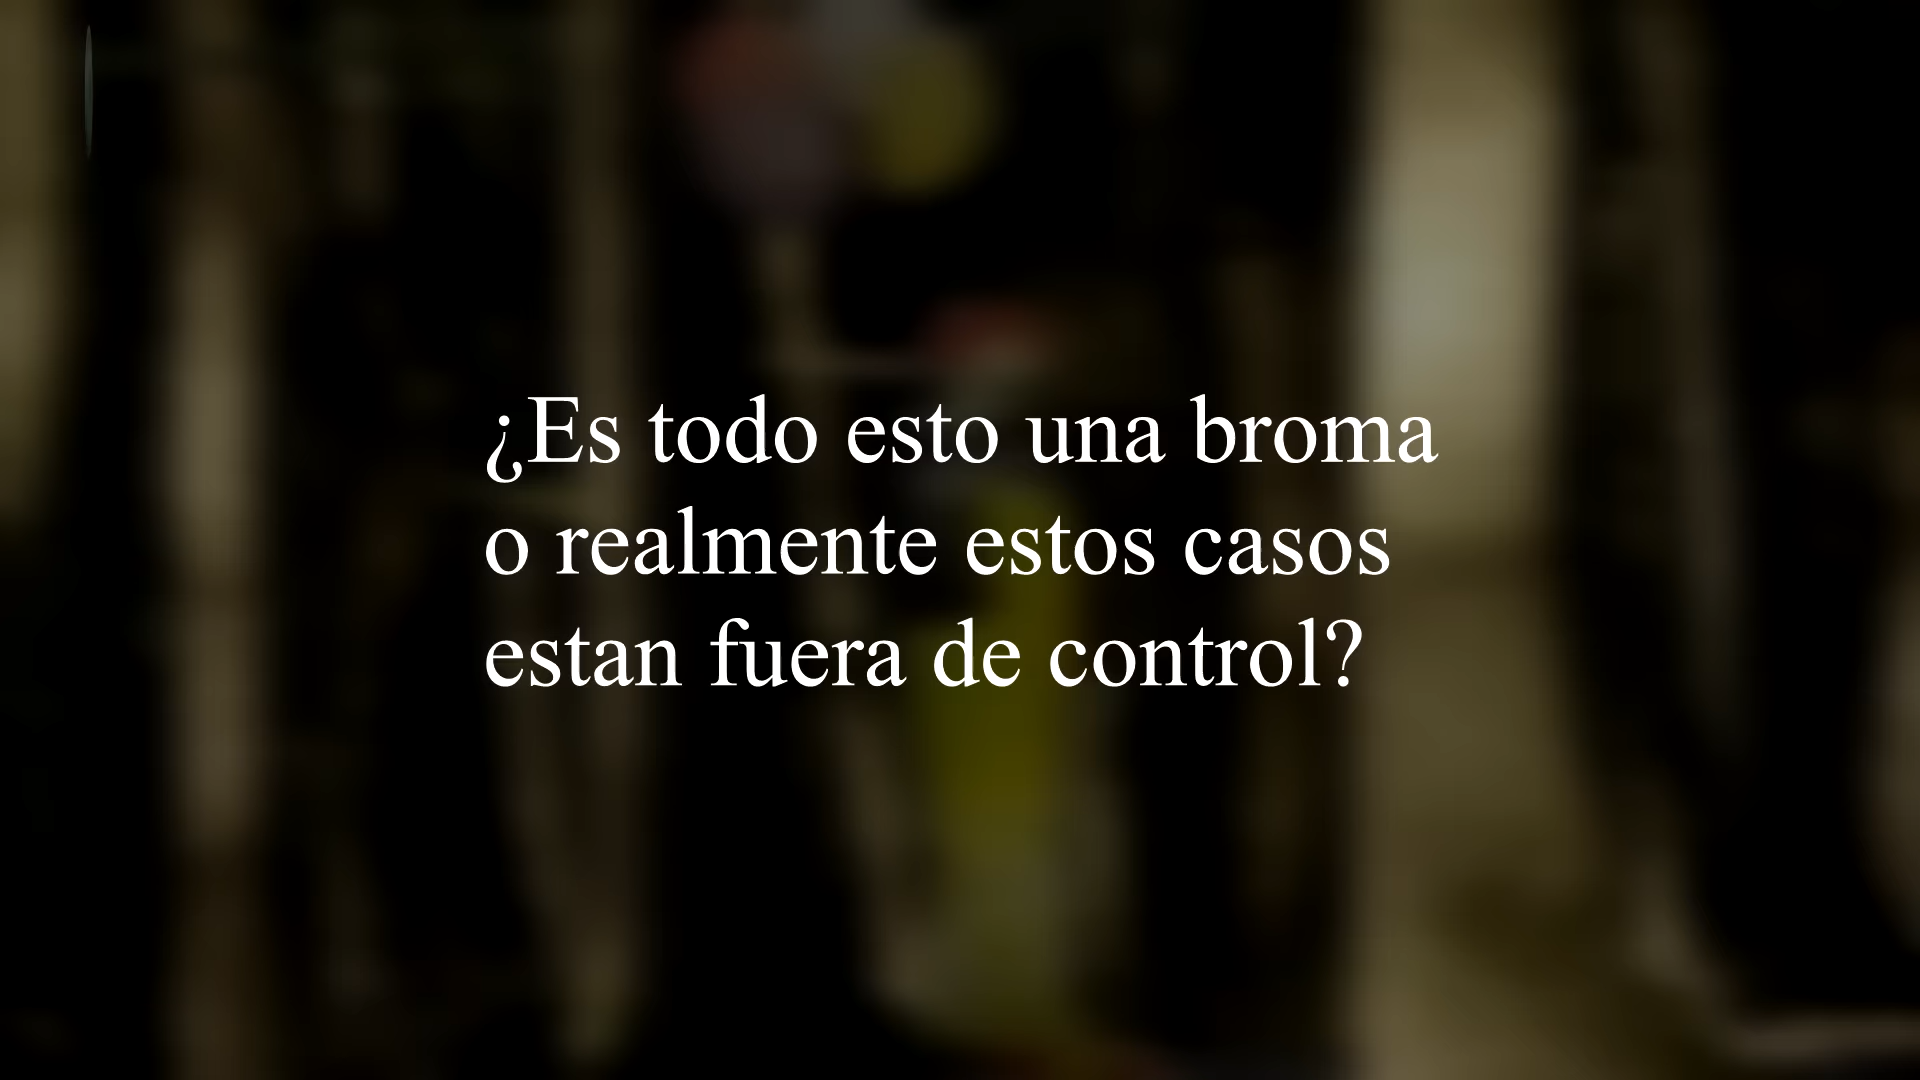 ¿Es todo esto una broma
o realmente estos casos
estan fuera de control?